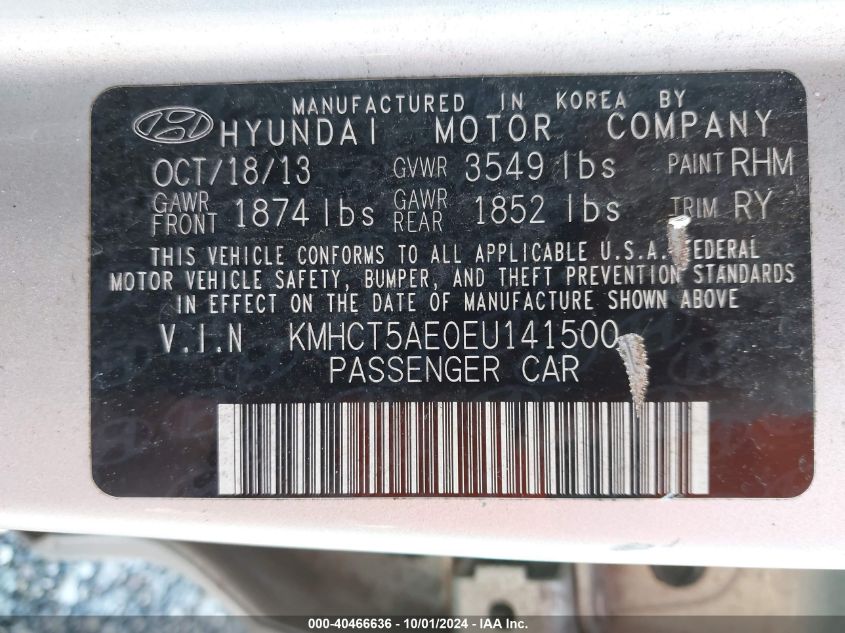 MANUFACTURED IN KOREA BY
HYUNDAI MOTOR COMPANY
OCT/18/13 GVWR 3549 lbs PAINT RHM
GAWR FRONT 1874 lbs GAWR REAR 1852 lbs TRIM RY
THIS VEHICLE CONFORMS TO ALL APPLICABLE U.S.A. FEDERAL
MOTOR VEHICLE SAFETY, BUMPER, AND THEFT PREVENTION STANDARDS
IN EFFECT ON THE DATE OF MANUFACTURE SHOWN ABOVE
V.I.N KMHCT5AE0EU141500
PASSENGER CAR
000-40466636 - 10/01/2024 - IAA Inc.